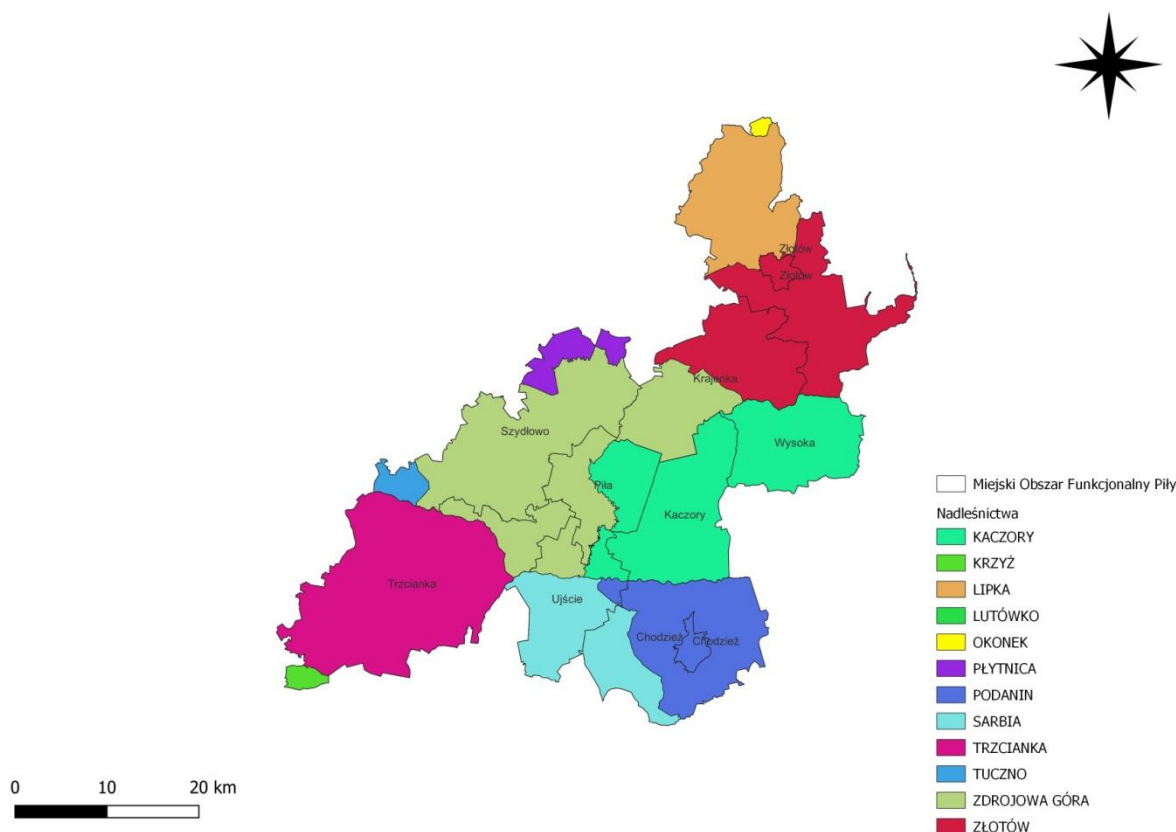 Złotów
Złotów
Krajenka
Szydłowo
Wysoka
Piła
Kaczory
Trzcianka
Ujście
Chodzież
Chodzież
Miejski Obszar Funkcjonalny Piły
Nadleśnictwa
KACZORY
KRZYŻ
LIPKA
LUTÓWKO
OKONEK
PŁYTNICA
PODANIN
SARBIA
TRZCIANKA
TUCZNO
ZDROJOWA GÓRA
ZŁOTÓW
0 10 20 km